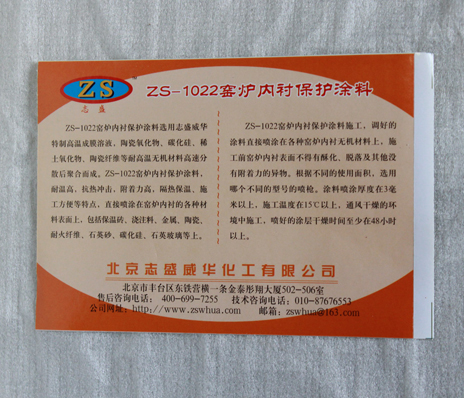 ZS
志盛
ZS-1022窑炉内衬保护涂料
ZS-1022窑炉内衬保护涂料选用志盛威华
特制高温成膜溶液、陶瓷氧化物、碳化硅、稀
土氧化物、陶瓷纤维等耐高温无机材料高速分
散后聚合而成。ZS-1022窑炉内衬保护涂料，
耐温高、抗热冲击、附着力高，隔热保温、施
工方便等特点，直接喷涂在窑炉内衬的各种材
料表面上，包括保温砖、浇注料、金属、陶瓷、
耐火纤维、石英砂、碳化硅、石英玻璃等上。
ZS-1022窑炉内衬保护涂料施工，调好的
涂料直接喷涂在各种窑炉内衬无机材料上，施
工前窑炉内衬表面不得有酥化、脱落及其他没
有附着力的异物。根据不同的使用面积、选用
哪个不同的型号的喷枪。涂料喷涂厚度在3毫
米以上，施工温度在15℃以上，通风干燥的环
境中施工，喷好的涂层干燥时间至少在48小时
以上。
北京志盛威华化工有限公司
北京市丰台区东铁营横一条金泰彤翔大厦502-506室
售后咨询电话： 400-699-7255 技术咨询电话：010-87676553
公司网址：http://www.zswhua.com 邮箱：zswhua@163.com